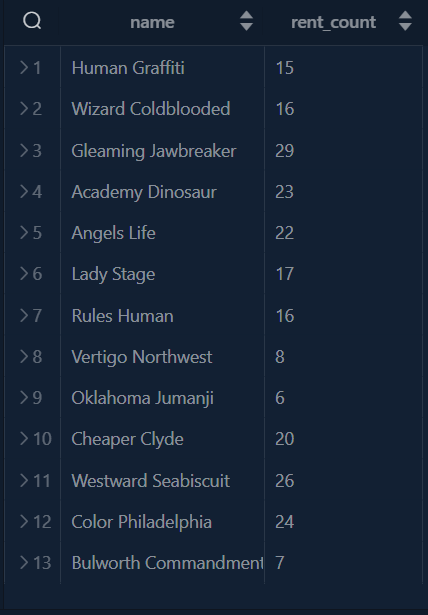 name rent_count
1 Human Graffiti 15
2 Wizard Coldblooded 16
3 Gleaming Jawbreaker 29
4 Academy Dinosaur 23
5 Angels Life 22
6 Lady Stage 17
7 Rules Human 16
8 Vertigo Northwest 8
9 Oklahoma Jumanji 6
10 Cheaper Clyde 20
11 Westward Seabiscuit 26
12 Color Philadelphia 24
13 Bulworth Commandment 7